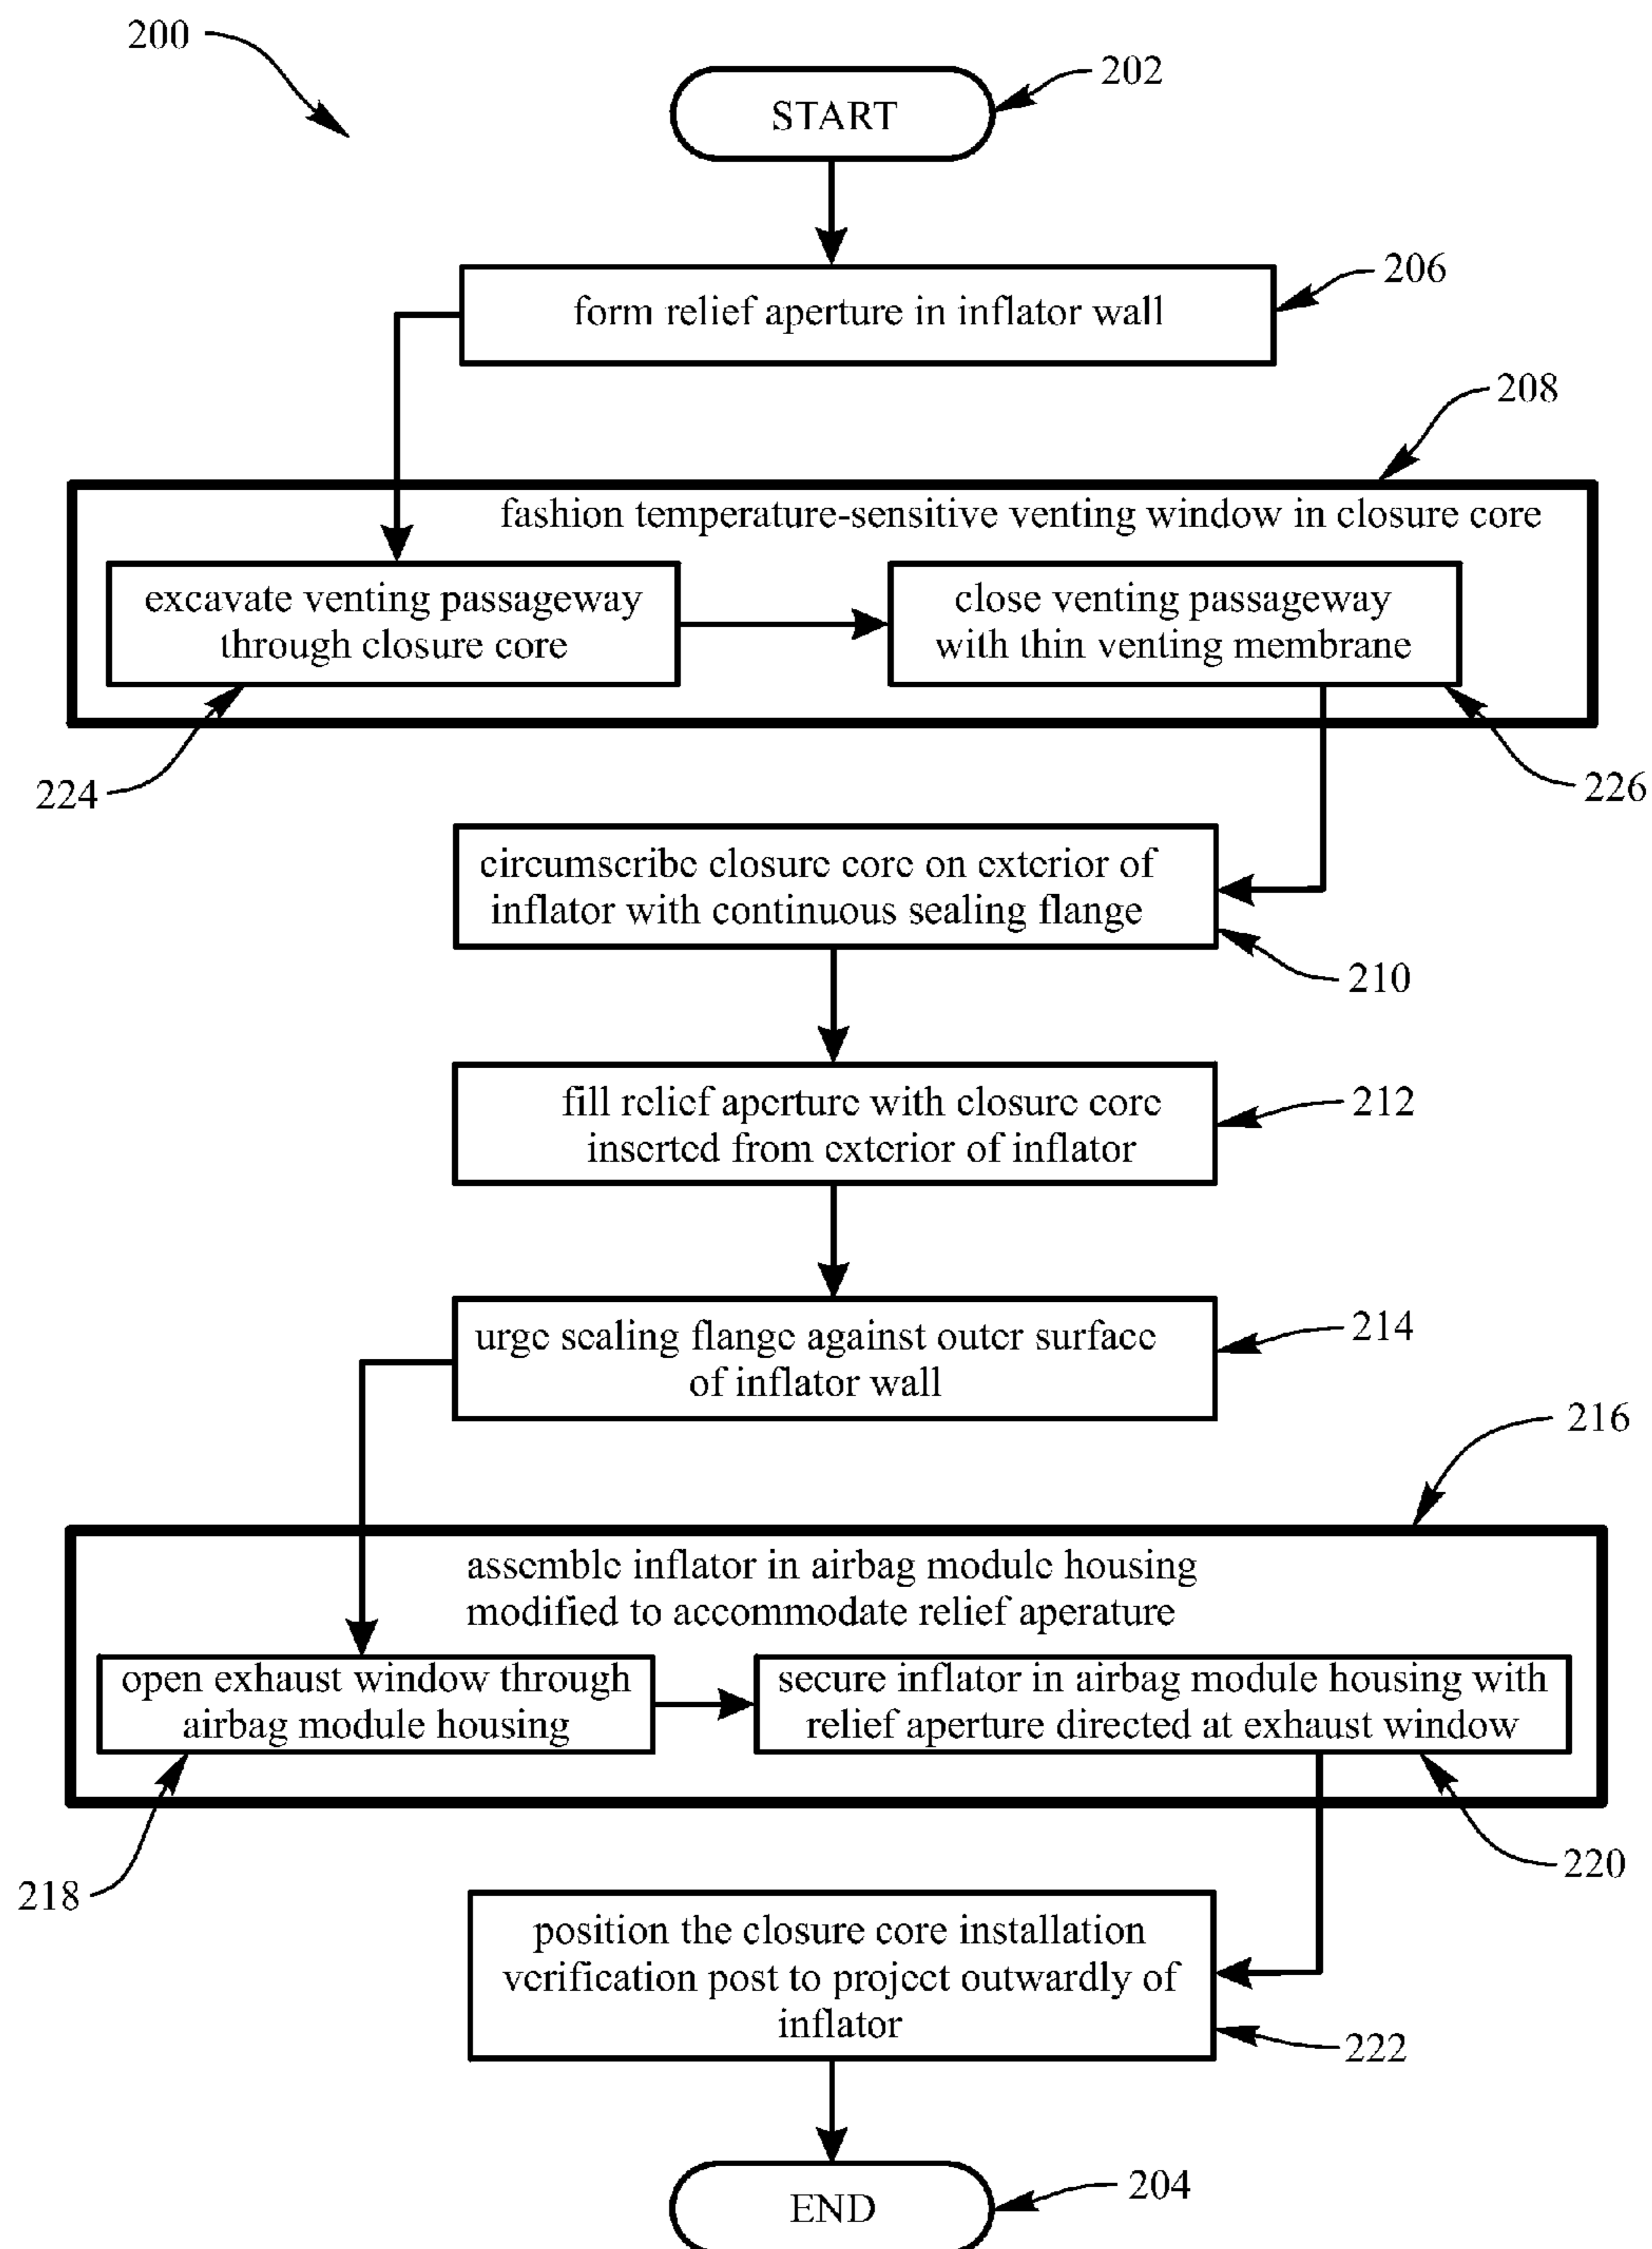 200
START
202
form relief aperture in inflator wall
206
208
fashion temperature-sensitive venting window in closure core
excavate venting passageway
through closure core
close venting passageway
with thin venting membrane
224
226
circumscribe closure core on exterior of
inflator with continuous sealing flange
210
fill relief aperture with closure core
inserted from exterior of inflator
212
urge sealing flange against outer surface
of inflator wall
214
216
assemble inflator in airbag module housing
modified to accommodate relief aperature
open exhaust window through
airbag module housing
secure inflator in airbag module housing with
relief aperture directed at exhaust window
218
220
position the closure core installation
verification post to project outwardly of
inflator
222
END
204